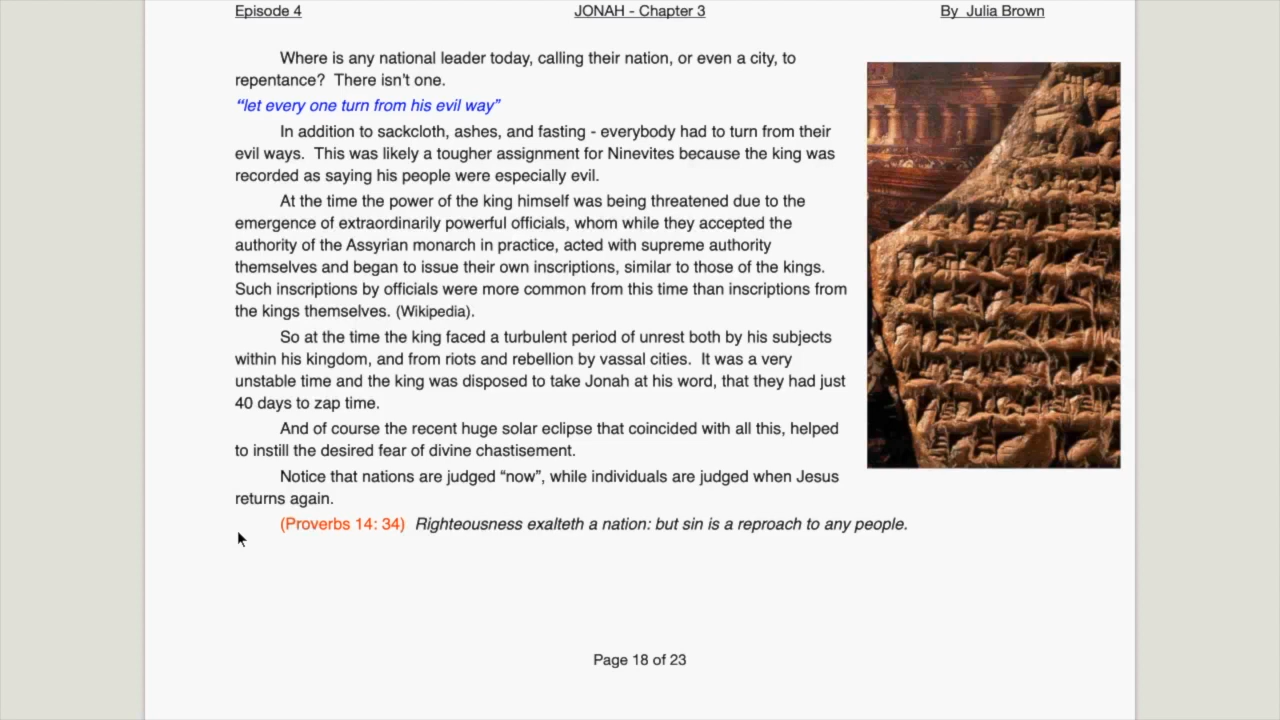 Episode 4 JONAH - Chapter 3 By Julia Brown
Where is any national leader today, calling their nation, or even a city, to
repentance? There isn't one.
“let every one turn from his evil way”
In addition to sackcloth, ashes, and fasting - everybody had to turn from their
evil ways. This was likely a tougher assignment for Ninevites because the king was
recorded as saying his people were especially evil.
At the time the power of the king himself was being threatened due to the
emergence of extraordinarily powerful officials, whom while they accepted the
authority of the Assyrian monarch in practice, acted with supreme authority
themselves and began to issue their own inscriptions, similar to those of the kings.
Such inscriptions by officials were more common from this time than inscriptions from
the kings themselves. (Wikipedia).
So at the time the king faced a turbulent period of unrest both by his subjects
within his kingdom, and from riots and rebellion by vassal cities. It was a very
unstable time and the king was disposed to take Jonah at his word, that they had just
40 days to zap time.
And of course the recent huge solar eclipse that coincided with all this, helped
to instill the desired fear of divine chastisement.
Notice that nations are judged “now”, while individuals are judged when Jesus
returns again.
(Proverbs 14: 34) Righteousness exalteth a nation: but sin is a reproach to any people.
Page 18 of 23